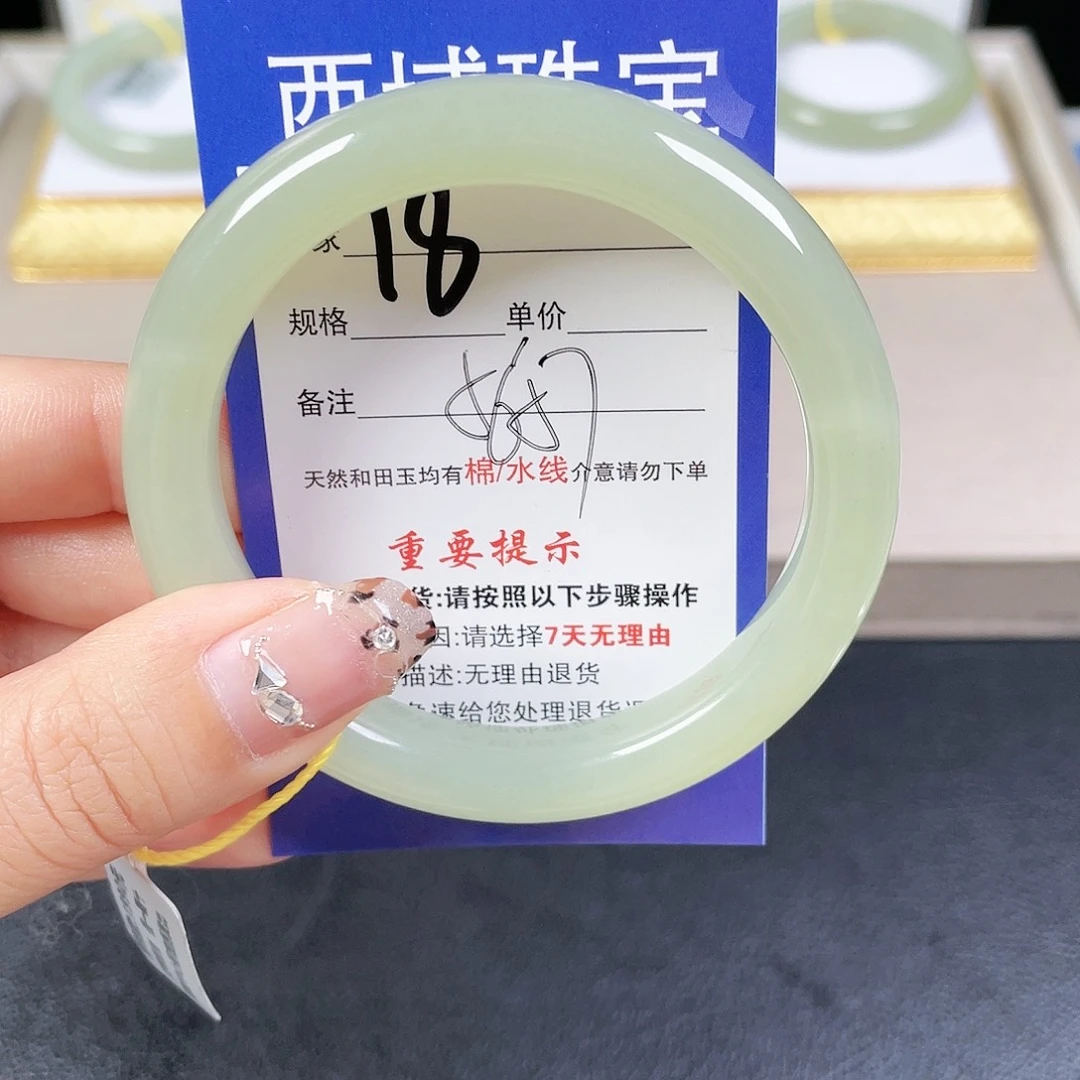 西域珠宝
家 18
规格 单价
备注
天然和田玉均有棉/水线介意请勿下单
重要提示
货:请按照以下步骤操作
因:请选择7天无理由
描述:无理由退货
速给您处理退货退